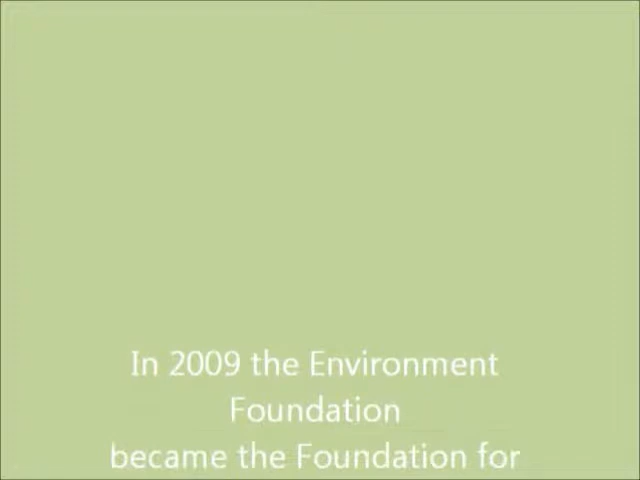 In 2009 the Environment
Foundation
became the Foundation for